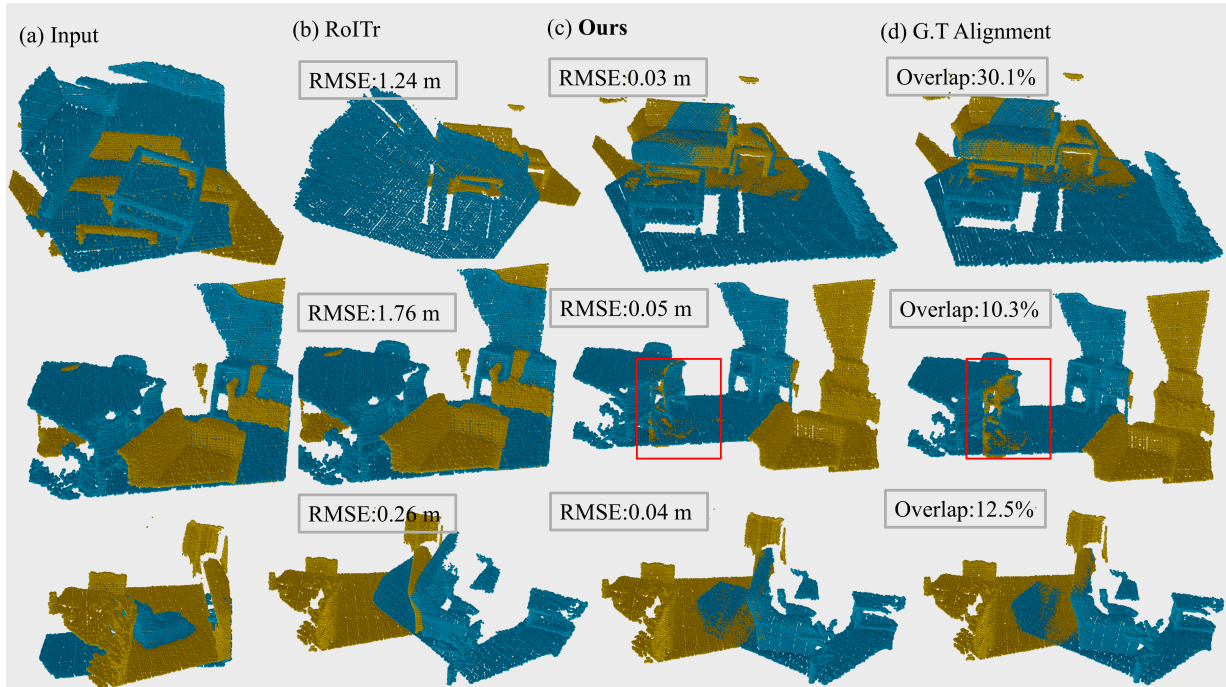 (a) Input
(b) RoITr
(c) Ours
(d) G.T Alignment
RMSE:1.24 m
RMSE:0.03 m
Overlap:30.1%
RMSE:1.76 m
RMSE:0.05 m
Overlap:10.3%
RMSE:0.26 m
RMSE:0.04 m
Overlap:12.5%